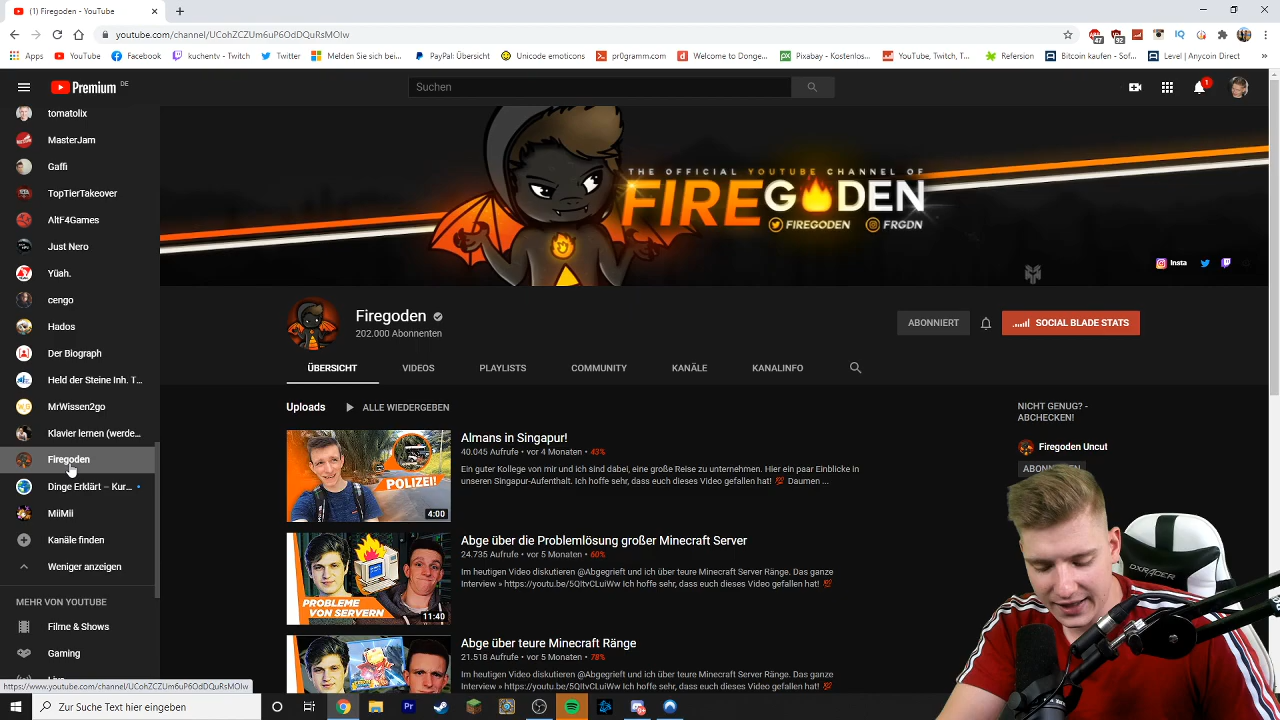 (1) Firegoden - YouTube
youtube.com/channel/UCohZCZUm6uP6OdDQuRsMOlw
47
92
YouTube
Facebook
kuchentv - Twitch
Twitter
Melden Sie sich bei...
PayPal: Übersicht
Unicode emoticons
pr0gramm.com
Welcome to Donge...
Pixabay - Kostenlos...
YouTube, Twitch, T...
Referion
Bitcoin kaufen - Sof...
Level | Anycoin Direct
Premium DE
Suchen
1
tomatolix
MasterJam
Gaffi
TopTierTakeover
AltF4Games
Just Nero
Yüah.
cengo
Hados
Der Biograph
Held der Steine Inh. T...
MrWissen2go
Klavier lernen (werde...
Firegoden
Dinge Erklärt – Kur...
MiiMii
Kanäle finden
Weniger anzeigen
MEHR VON YOUTUBE
Filme & Shows
Gaming
THE OFFICIAL YOUTUBE CHANNEL OF
FIREGODEN
FIREGODEN
FRGDN
Insta
Firegoden
202.000 Abonnenten
ABONNIERT
SOCIAL BLADE STATS
ÜBERSICHT
VIDEOS
PLAYLISTS
COMMUNITY
KANÄLE
KANALINFO
Uploads
ALLE WIEDERGEBEN
POLIZEI!
4:00
Almans in Singapur!
40.045 Aufrufe • vor 4 Monaten • 43%
Ein guter Kollege von mir und ich sind dabei, eine große Reise zu unternehmen. Hier ein paar Einblicke in
unseren Singapur-Aufenthalt. Ich hoffe sehr, dass euch dieses Video gefallen hat! 💯 Daumen ...
PROBLEME
VON SERVERN
11:40
Abge über die Problemlösung großer Minecraft Server
24.735 Aufrufe • vor 5 Monaten • 60%
Im heutigen Video diskutieren @Abgegrieft und ich über teure Minecraft Server Ränge. Das ganze
Interview » https://youtu.be/5QItvCLuiWw Ich hoffe sehr, dass euch dieses Video gefallen hat! 💯
Abge über teure Minecraft Ränge
21.518 Aufrufe • vor 5 Monaten • 78%
Im heutigen Video diskutieren @Abgegrieft und ich über teure Minecraft Server Ränge. Das ganze
Interview » https://youtu.be/5QItvCLuiWw Ich hoffe sehr, dass euch dieses Video gefallen hat! 💯
NICHT GENUG? -
ABCHECKEN!
Firegoden Uncut
DXRACER
https://www.youtube.com/channel/UCohZCZUm6uP6OdDQuRsMOlw
Zur Suche Text hier eingeben